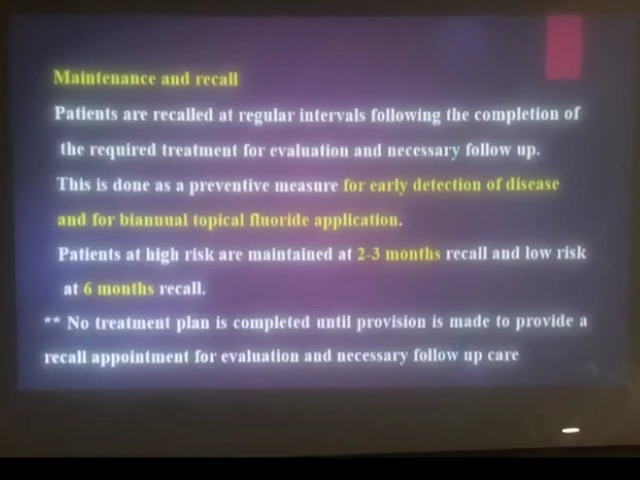 Maintenance and recall
Patients are recalled at regular intervals following the completion of
the required treatment for evaluation and necessary follow up.
This is done as a preventive measure for early detection of disease
and for biannual topical fluoride application.
Patients at high risk are maintained at 2-3 months recall and low risk
at 6 months recall.
** No treatment plan is completed until provision is made to provide a
recall appointment for evaluation and necessary follow up care